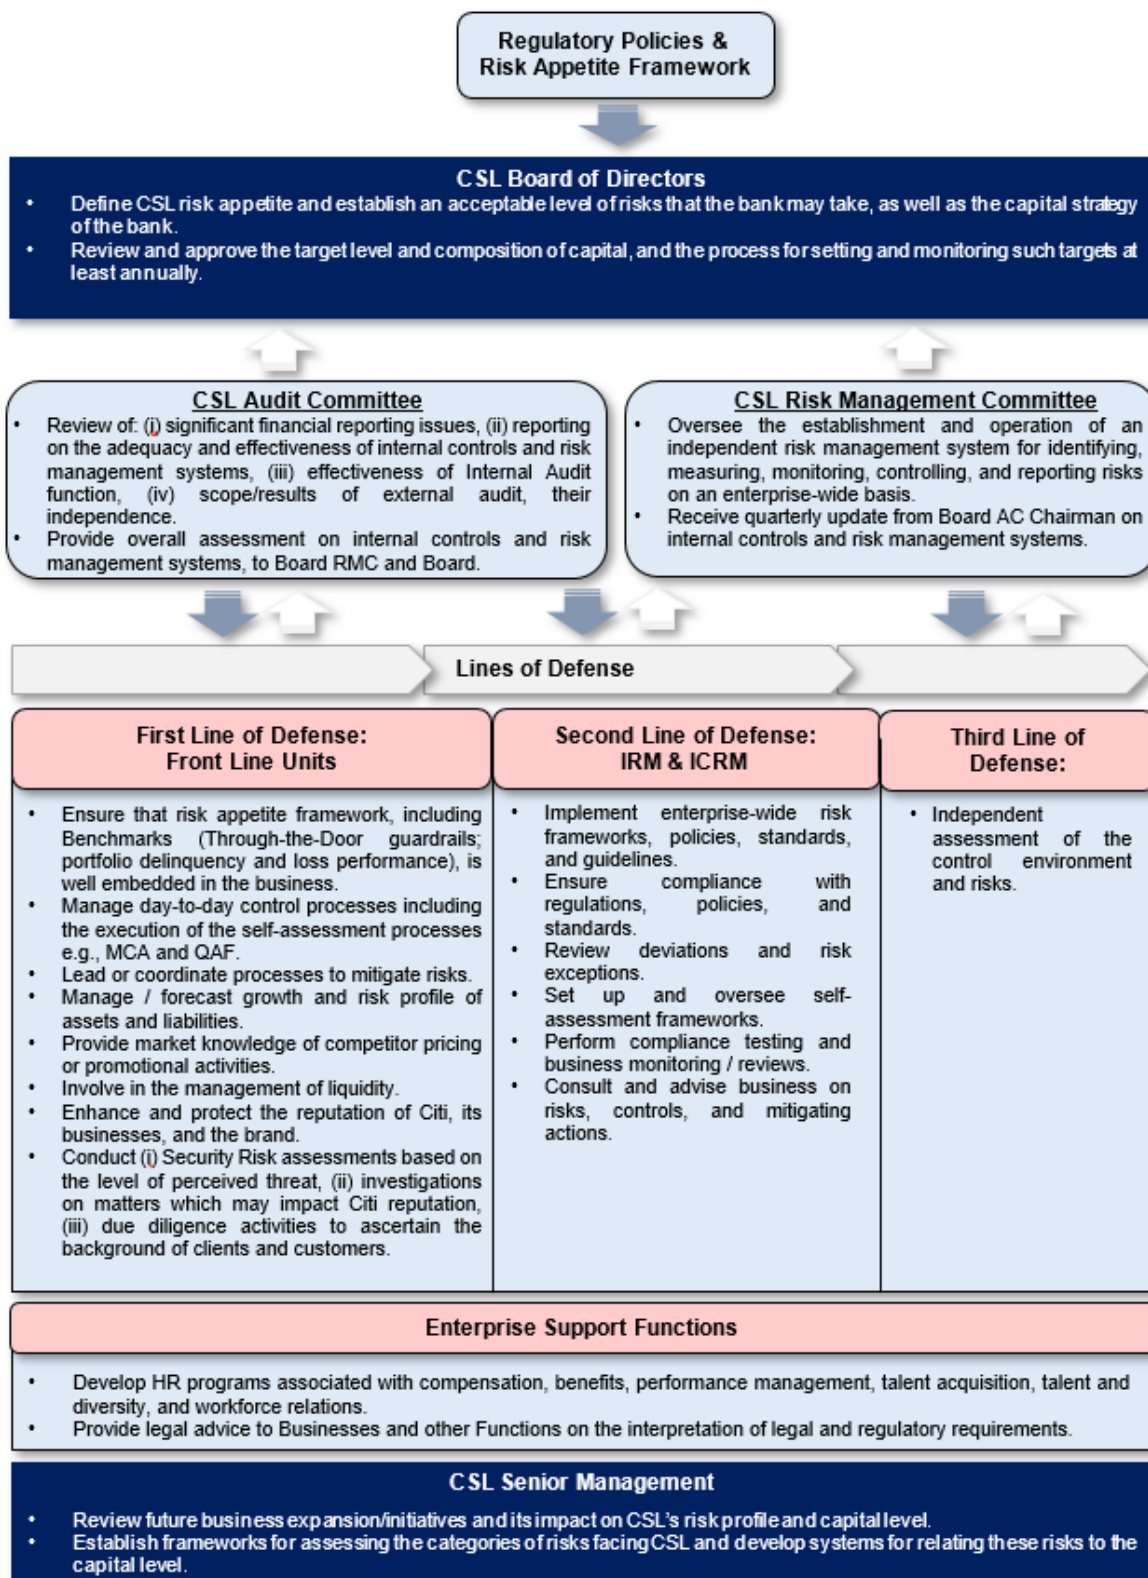 Regulatory Policies &
Risk Appetite Framework
CSL Board of Directors
• Define CSL risk appetite and establish an acceptable level of risks that the bank may take, as well as the capital strategy
of the bank.
• Review and approve the target level and composition of capital, and the process for setting and monitoring such targets at
least annually.
CSL Audit Committee
• Review of: (i) significant financial reporting issues, (ii) reporting
on the adequacy and effectiveness of internal controls and risk
management systems, (iii) effectiveness of Internal Audit
function, (iv) scope/results of external audit, their
independence.
• Provide overall assessment on internal controls and risk
management systems, to Board RMC and Board.
CSL Risk Management Committee
• Oversee the establishment and operation of an
independent risk management system for identifying,
measuring, monitoring, controlling, and reporting risks
on an enterprise-wide basis.
• Receive quarterly update from Board AC Chairman on
internal controls and risk management systems.
Lines of Defense
First Line of Defense:
Front Line Units
• Ensure that risk appetite framework, including
Benchmarks (Through-the-Door guardrails;
portfolio delinquency and loss performance), is
well embedded in the business.
• Manage day-to-day control processes including
the execution of the self-assessment processes
e.g., MCA and QAF.
• Lead or coordinate processes to mitigate risks.
• Manage / forecast growth and risk profile of
assets and liabilities.
• Provide market knowledge of competitor pricing
or promotional activities.
• Involve in the management of liquidity.
• Enhance and protect the reputation of Citi, its
businesses, and the brand.
• Conduct (i) Security Risk assessments based on
the level of perceived threat, (ii) investigations
on matters which may impact Citi reputation,
(iii) due diligence activities to ascertain the
background of clients and customers.
Second Line of Defense:
IRM & ICRM
• Implement enterprise-wide risk
frameworks, policies, standards,
and guidelines.
• Ensure compliance with
regulations, policies, and
standards.
• Review deviations and risk
exceptions.
• Set up and oversee self-
assessment frameworks.
• Perform compliance testing and
business monitoring / reviews.
• Consult and advise business on
risks, controls, and mitigating
actions.
Third Line of
Defense:
• Independent
assessment of the
control environment
and risks.
Enterprise Support Functions
• Develop HR programs associated with compensation, benefits, performance management, talent acquisition, talent and
diversity, and workforce relations.
• Provide legal advice to Businesses and other Functions on the interpretation of legal and regulatory requirements.
CSL Senior Management
• Review future business expansion/initiatives and its impact on CSL's risk profile and capital level.
• Establish frameworks for assessing the categories of risks facing CSL and develop systems for relating these risks to the
capital level.